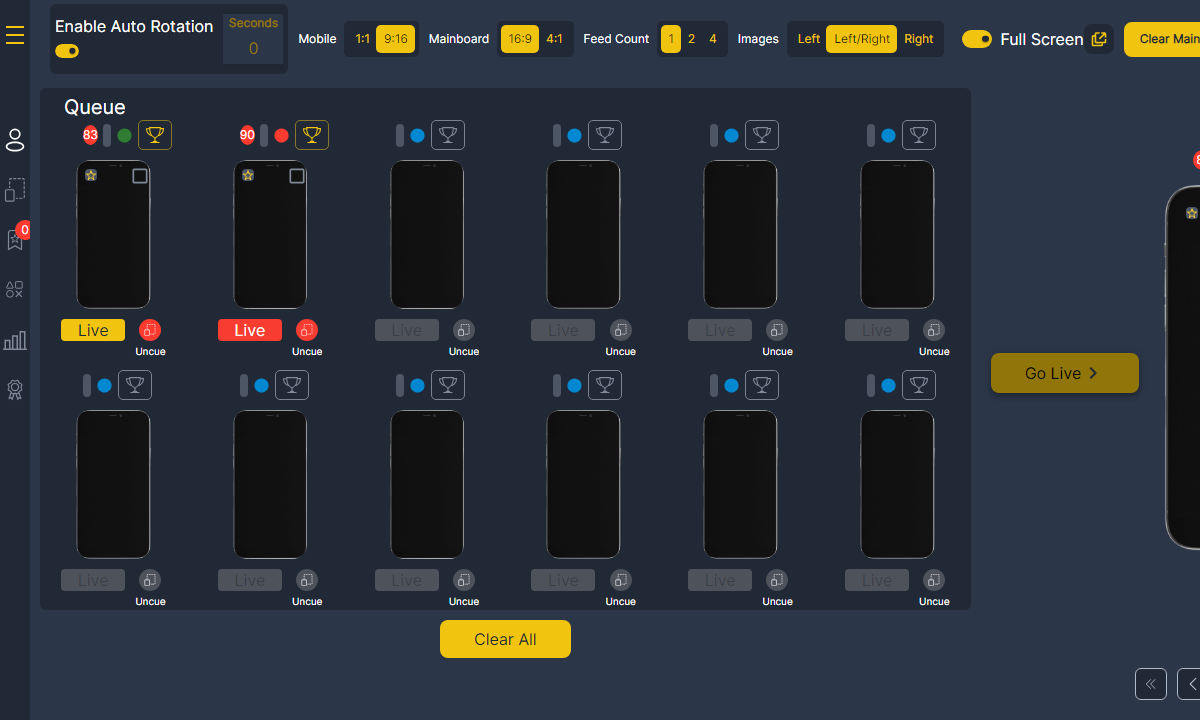 Enable Auto Rotation
Seconds
0
Mobile 1:1 9:16 Mainboard 16:9 4:1 Feed Count 1 2 4 Images Left Left/Right Right Full Screen Clear Main
Queue
83 90
0
Live Live Live Live Live Live
Uncue Uncue Uncue Uncue Uncue Uncue
Go Live
Live Live Live Live Live Live
Uncue Uncue Uncue Uncue Uncue Uncue
Clear All